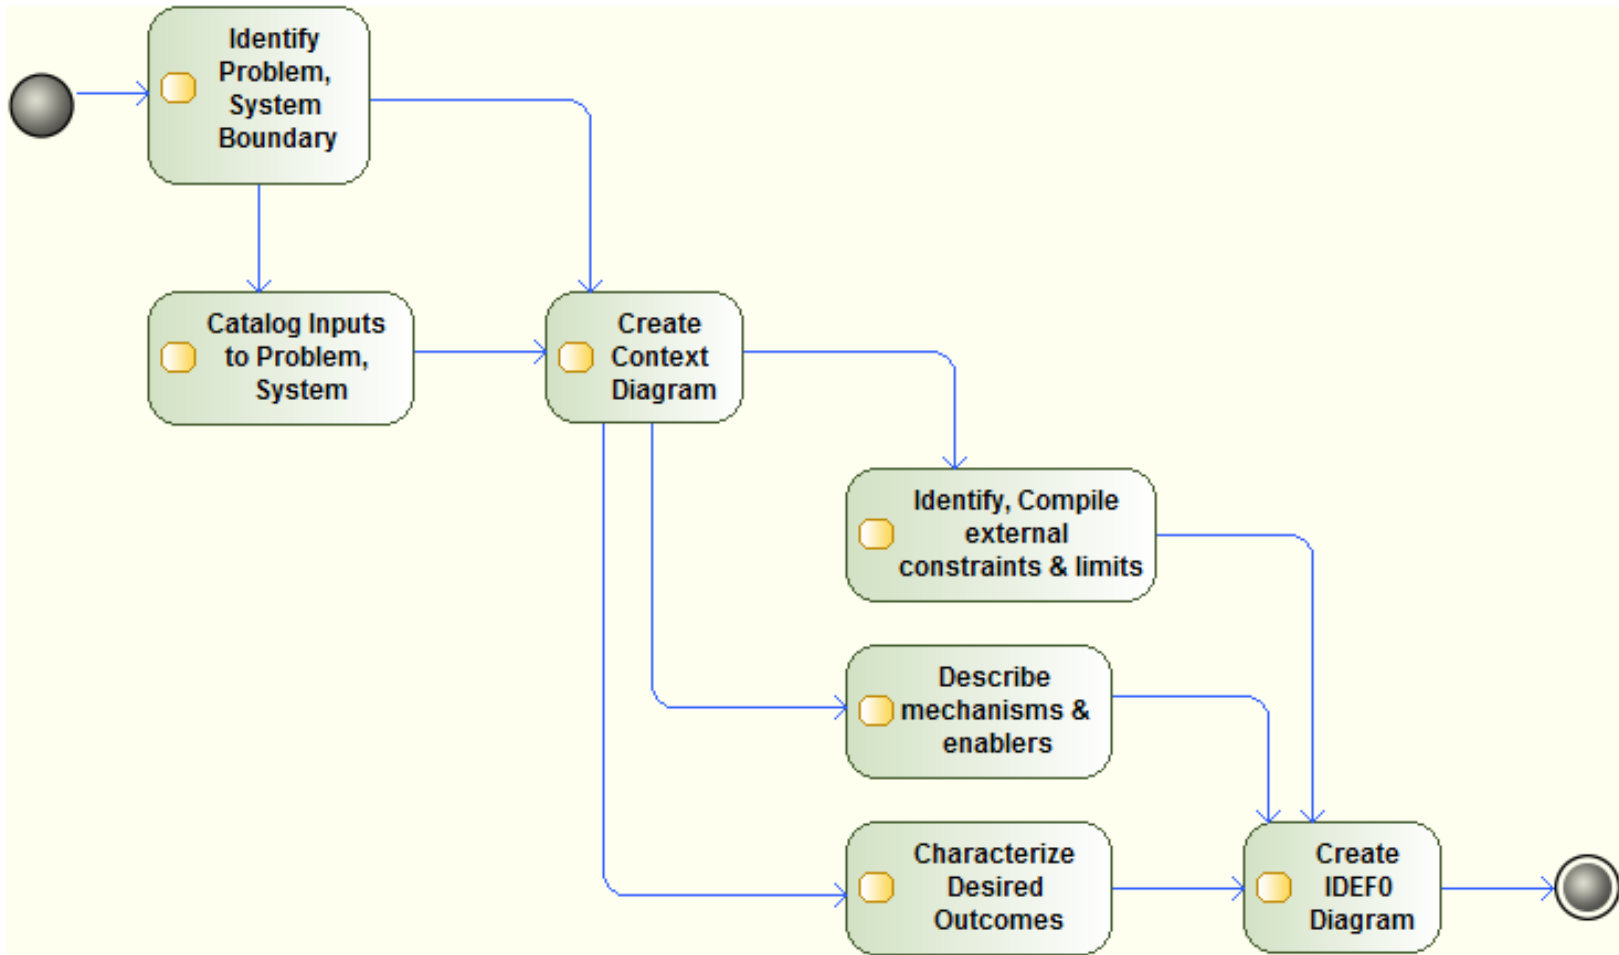 Identify
Problem,
System
Boundary
Catalog Inputs
to Problem,
System
Create
Context
Diagram
Identify, Compile
external
constraints & limits
Describe
mechanisms &
enablers
Characterize
Desired
Outcomes
Create
IDEF0
Diagram